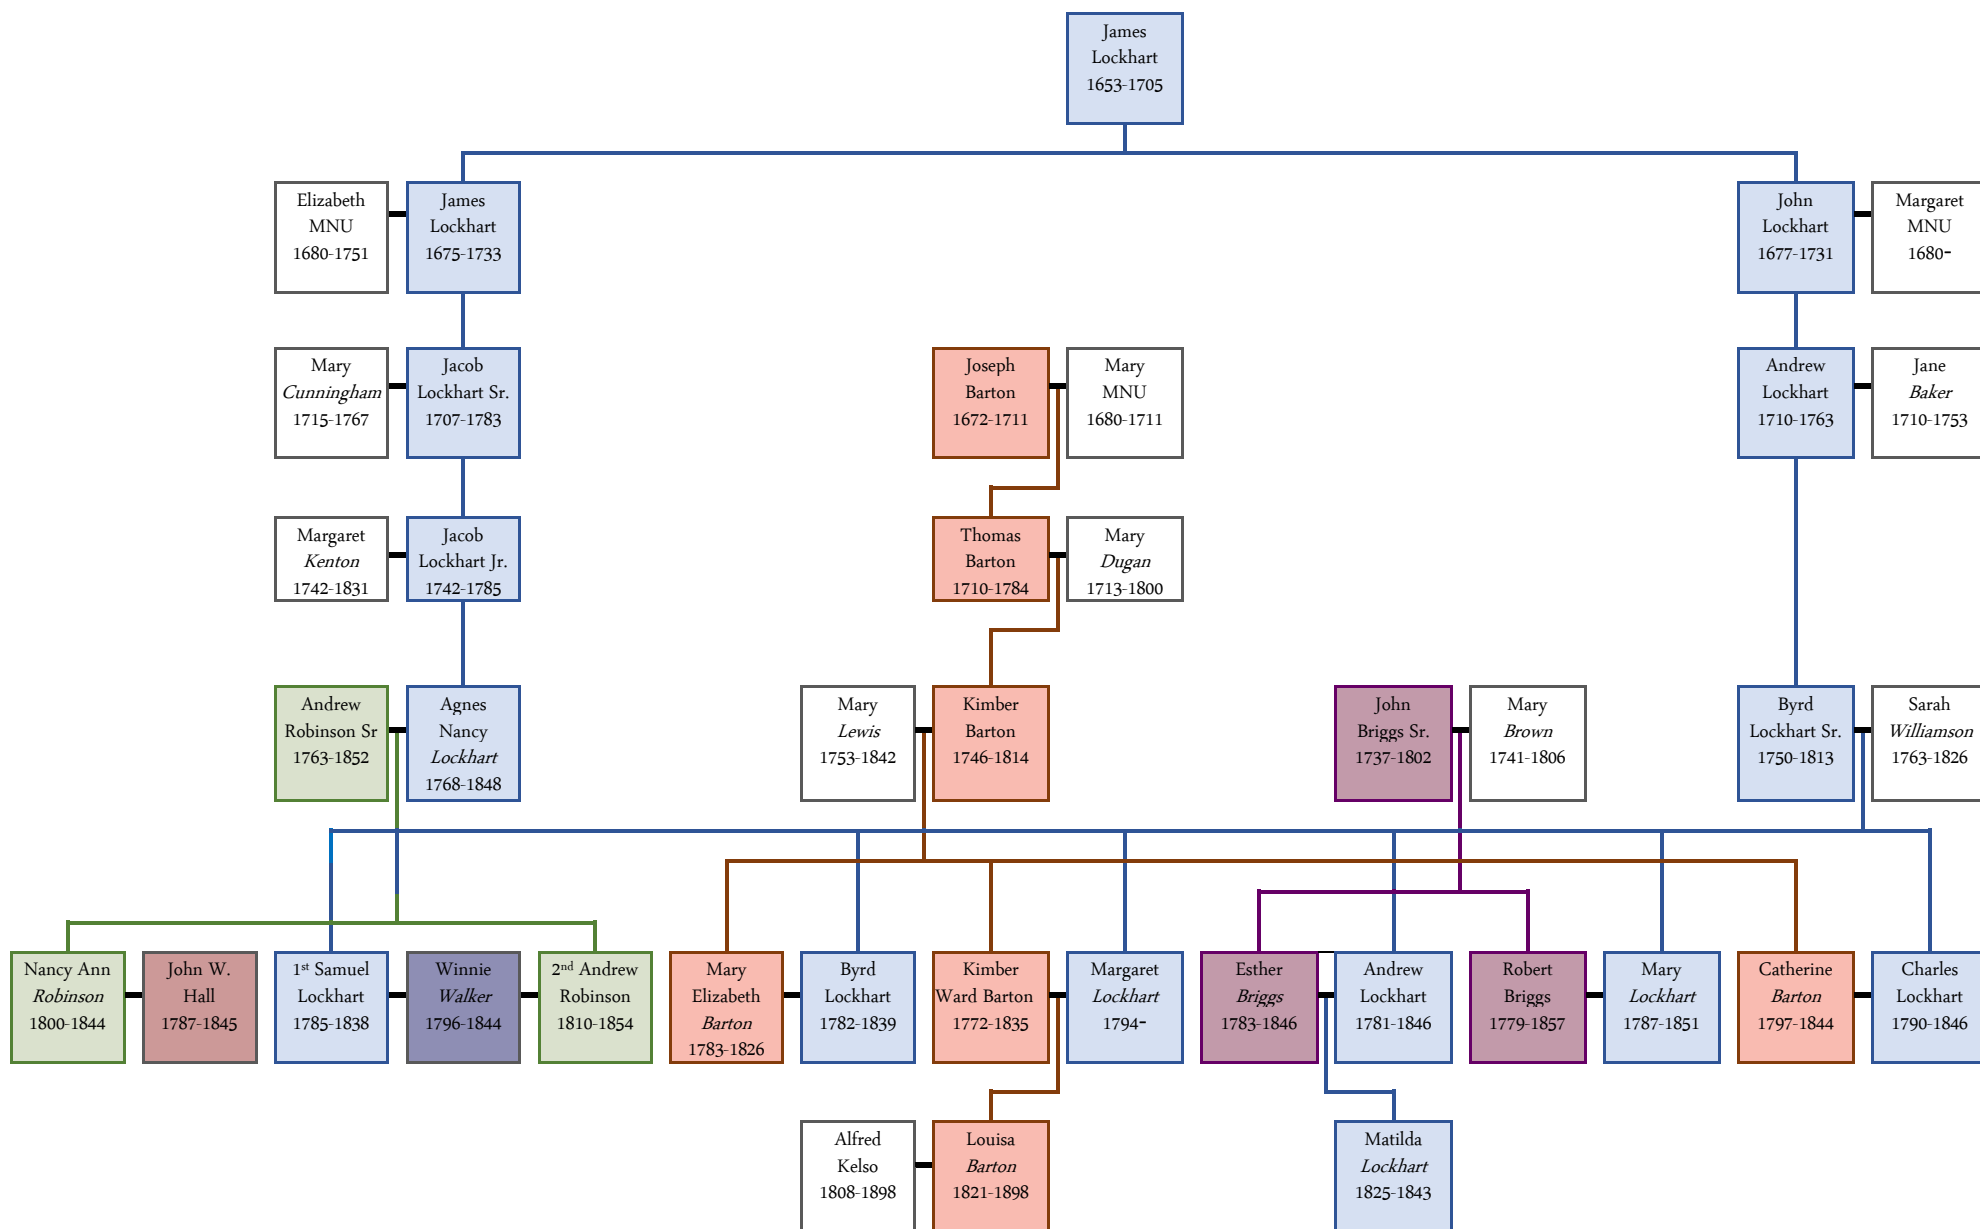 James
Lockhart
1653-1705
Elizabeth
MNU
1680-1751
James
Lockhart
1675-1733
John
Lockhart
1677-1731
Margaret
MNU
1680-
Mary
Cunningham
1715-1767
Jacob
Lockhart Sr.
1707-1783
Joseph
Barton
1672-1711
Mary
MNU
1680-1711
Andrew
Lockhart
1710-1763
Jane
Baker
1710-1753
Margaret
Kenton
1742-1831
Jacob
Lockhart Jr.
1742-1785
Thomas
Barton
1710-1784
Mary
Dugan
1713-1800
Andrew
Robinson Sr
1763-1852
Agnes
Nancy
Lockhart
1768-1848
Mary
Lewis
1753-1842
Kimber
Barton
1746-1814
John
Briggs Sr.
1737-1802
Mary
Brown
1741-1806
Byrd
Lockhart Sr.
1750-1813
Sarah
Williamson
1763-1826
Nancy Ann
Robinson
1800-1844
John W.
Hall
1787-1845
1st Samuel
Lockhart
1785-1838
Winnie
Walker
1796-1844
2nd Andrew
Robinson
1810-1854
Mary
Elizabeth
Barton
1783-1826
Byrd
Lockhart
1782-1839
Kimber
Ward Barton
1772-1835
Margaret
Lockhart
1794-
Esther
Briggs
1783-1846
Andrew
Lockhart
1781-1846
Robert
Briggs
1779-1857
Mary
Lockhart
1787-1851
Catherine
Barton
1797-1844
Charles
Lockhart
1790-1846
Alfred
Kelso
1808-1898
Louisa
Barton
1821-1898
Matilda
Lockhart
1825-1843